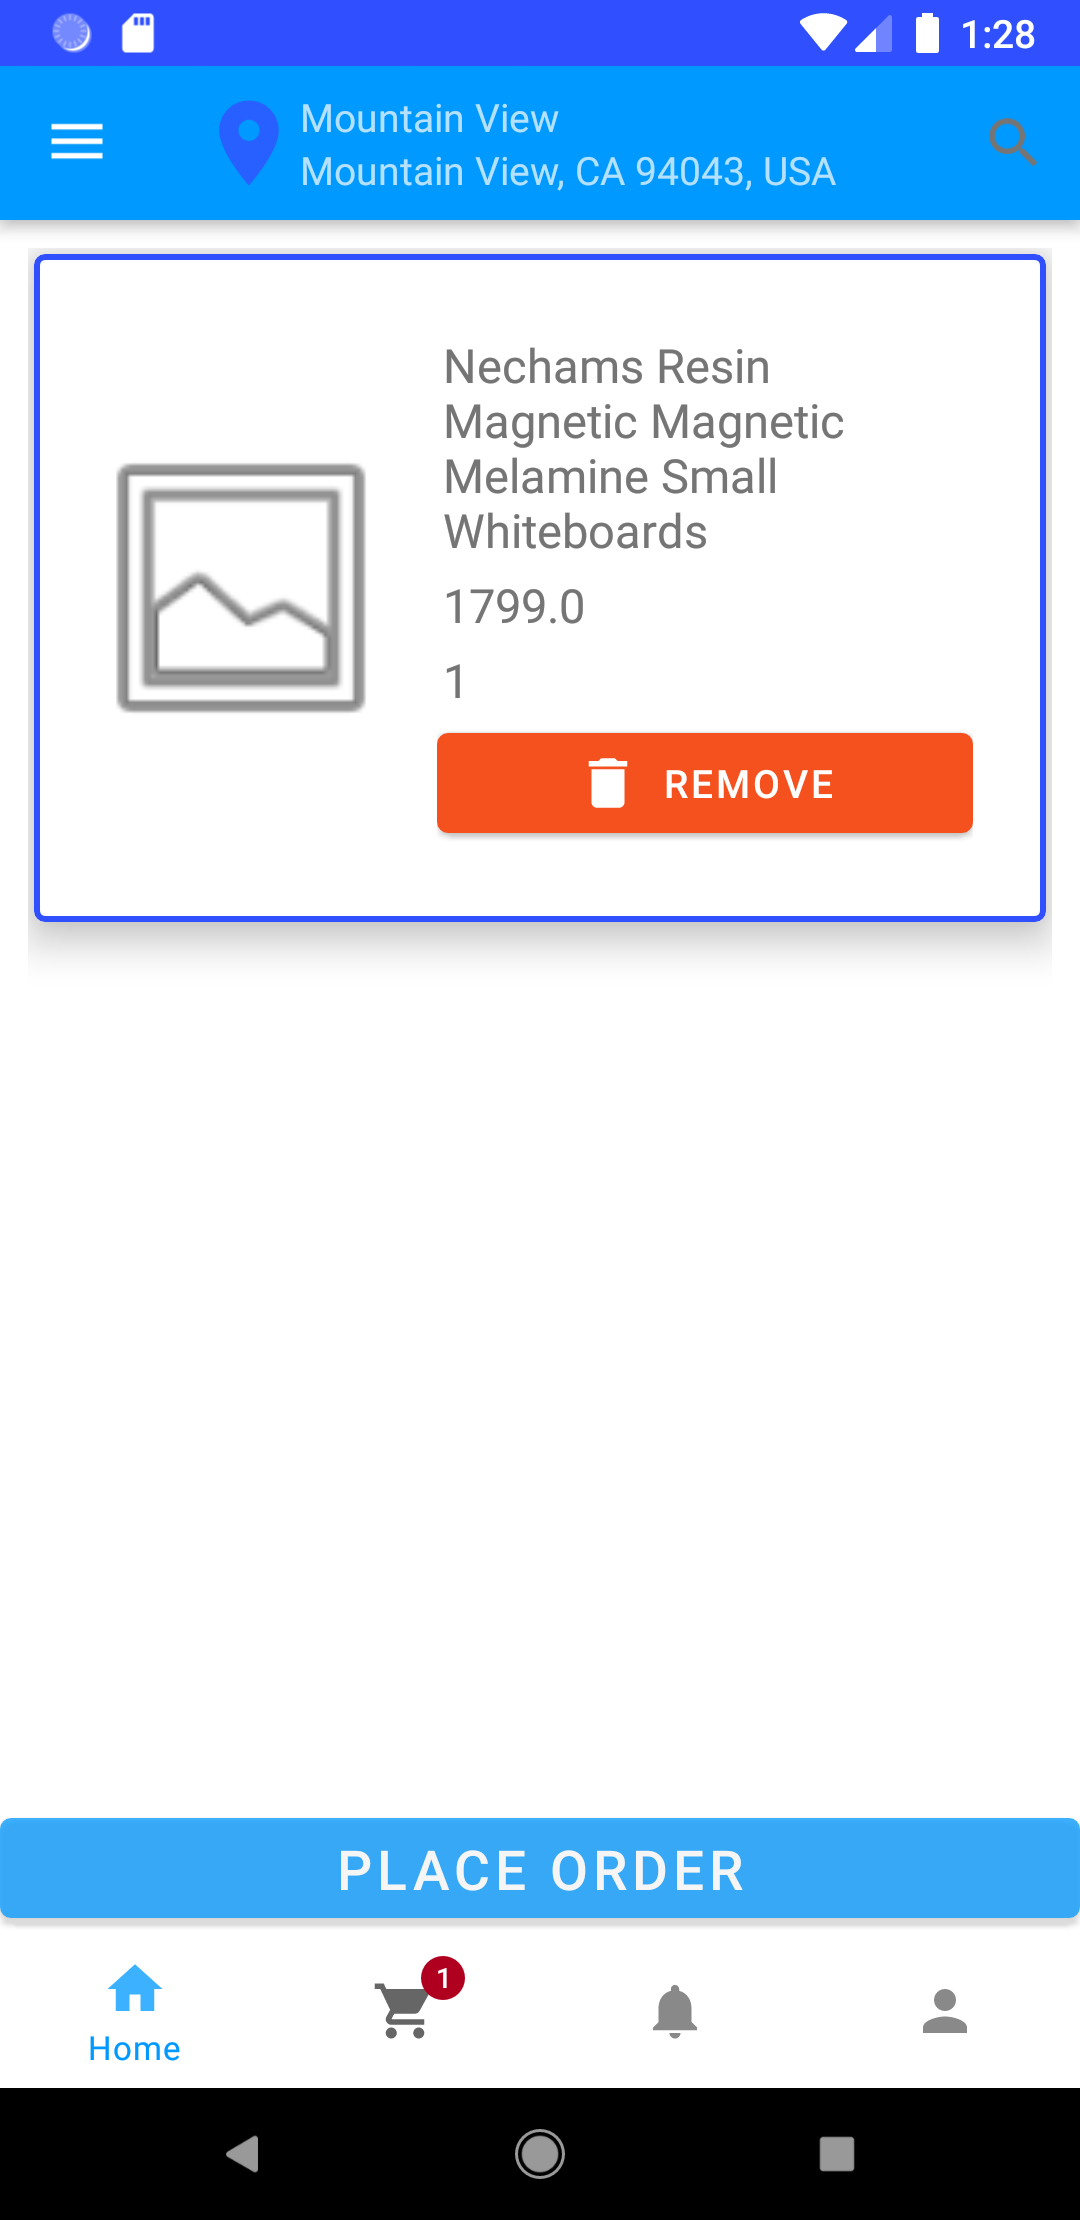 1:28
Mountain View
Mountain View, CA 94043, USA
Nechams Resin
Magnetic Magnetic
Melamine Small
Whiteboards
1799.0
1
REMOVE
PLACE ORDER
1
Home